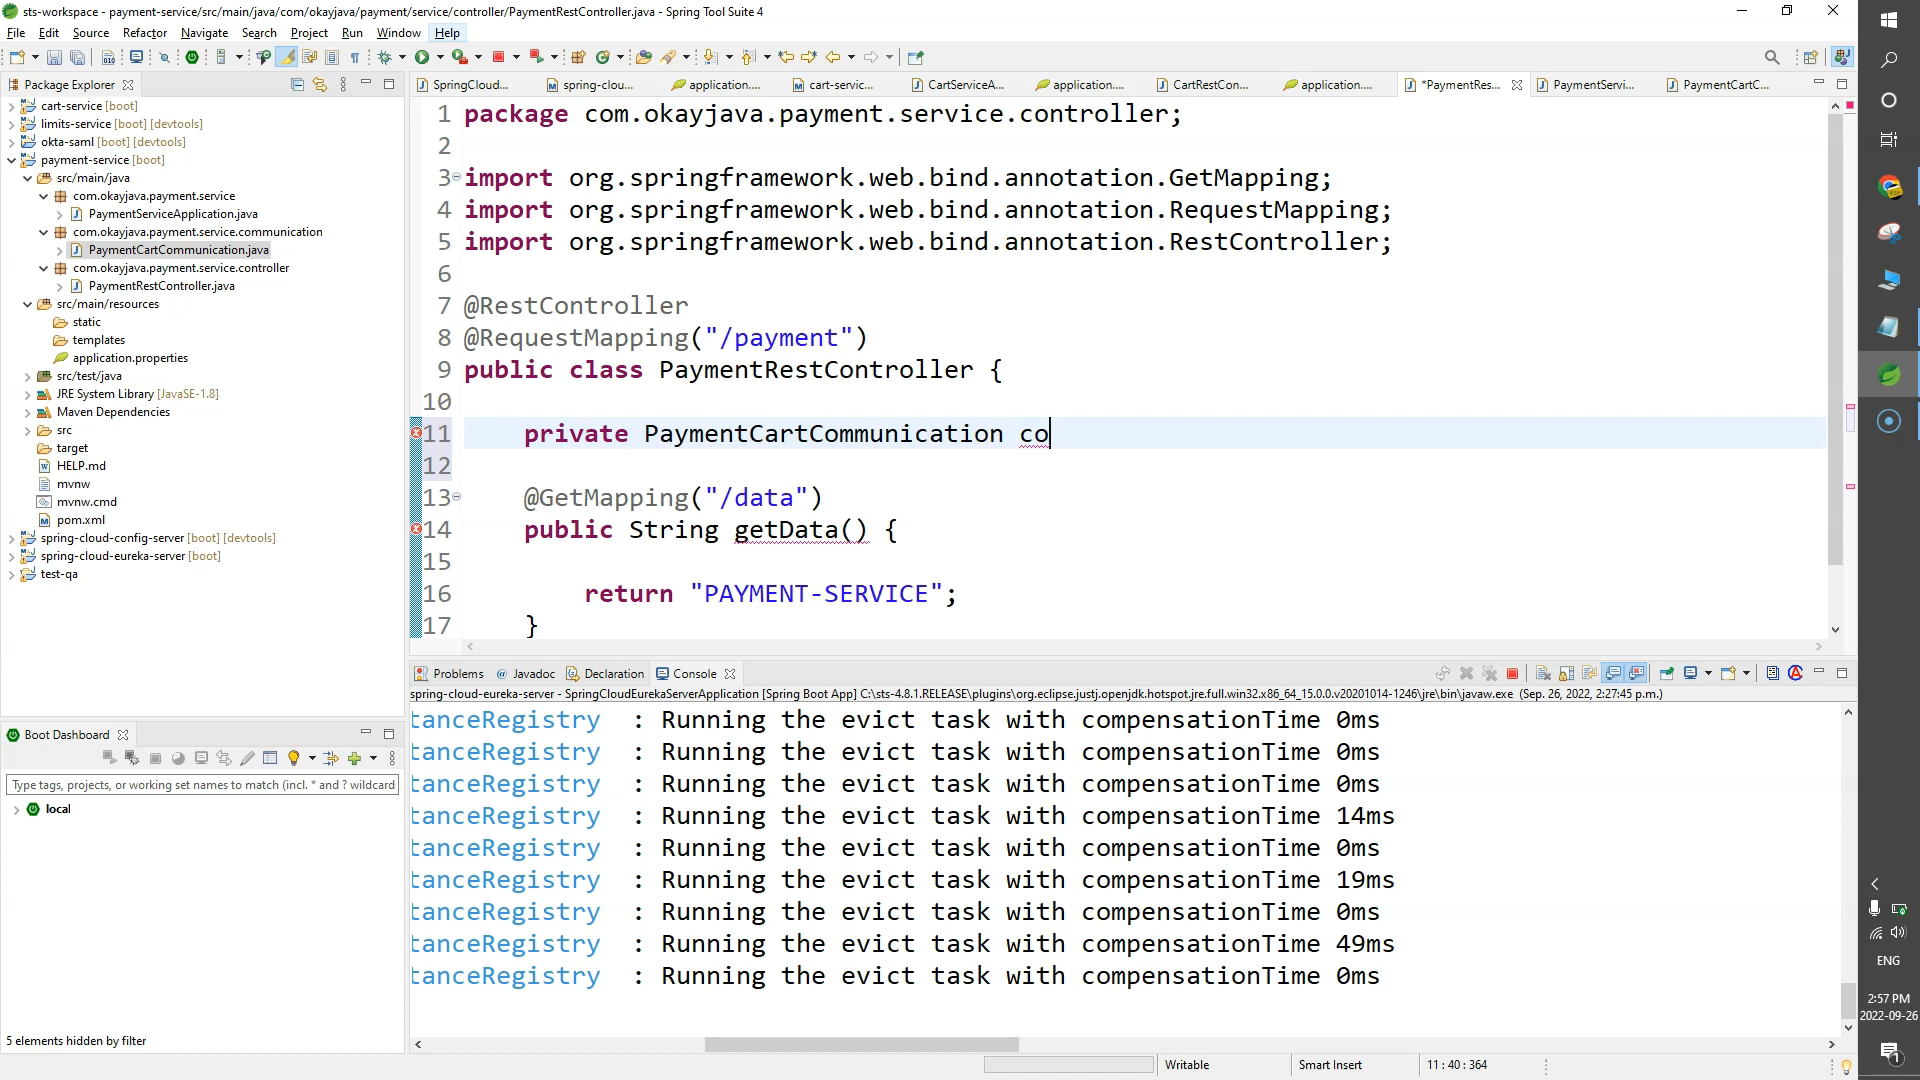 sts-workspace - payment-service/src/main/java/com/okayjava/payment/service/controller/PaymentRestController.java - Spring Tool Suite 4
File Edit Source Refactor Navigate Search Project Run Window Help
Package Explorer
SpringCloud...
spring-clou...
application....
cart-servic...
CartServiceA...
application....
CartRestCon...
application....
*PaymentRes...
PaymentServi...
PaymentCartC...
cart-service [boot]
limits-service [boot] [devtools]
okta-saml [boot] [devtools]
payment-service [boot]
src/main/java
com.okayjava.payment.service
PaymentServiceApplication.java
com.okayjava.payment.service.communication
PaymentCartCommunication.java
com.okayjava.payment.service.controller
PaymentRestController.java
src/main/resources
static
templates
application.properties
src/test/java
JRE System Library [JavaSE-1.8]
Maven Dependencies
src
target
HELP.md
mvnw
mvnw.cmd
pom.xml
spring-cloud-config-server [boot] [devtools]
spring-cloud-eureka-server [boot]
test-qa
1 package com.okayjava.payment.service.controller;
2
3 import org.springframework.web.bind.annotation.GetMapping;
4 import org.springframework.web.bind.annotation.RequestMapping;
5 import org.springframework.web.bind.annotation.RestController;
6
7 @RestController
8 @RequestMapping("/payment")
9 public class PaymentRestController {
10
11 private PaymentCartCommunication co
12
13 @GetMapping("/data")
14 public String getData() {
15
16 return "PAYMENT-SERVICE";
17 }
Boot Dashboard
Type tags, projects, or working set names to match (incl. * and ? wildcard
local
5 elements hidden by filter
Problems Javadoc Declaration Console
spring-cloud-eureka-server - SpringCloudEurekaServerApplication [Spring Boot App] C:\sts-4.8.1.RELEASE\plugins\org.eclipse.justj.openjdk.hotspot.jre.full.win32.x86_64_15.0.0.v20201014-1246\jre\bin\javaw.exe (Sep. 26, 2022, 2:27:45 p.m.)
tanceRegistry : Running the evict task with compensationTime 0ms
tanceRegistry : Running the evict task with compensationTime 0ms
tanceRegistry : Running the evict task with compensationTime 0ms
tanceRegistry : Running the evict task with compensationTime 14ms
tanceRegistry : Running the evict task with compensationTime 0ms
tanceRegistry : Running the evict task with compensationTime 19ms
tanceRegistry : Running the evict task with compensationTime 0ms
tanceRegistry : Running the evict task with compensationTime 49ms
tanceRegistry : Running the evict task with compensationTime 0ms
Writable
Smart Insert
11 : 40 : 364
ENG
2:57 PM
2022-09-26
1